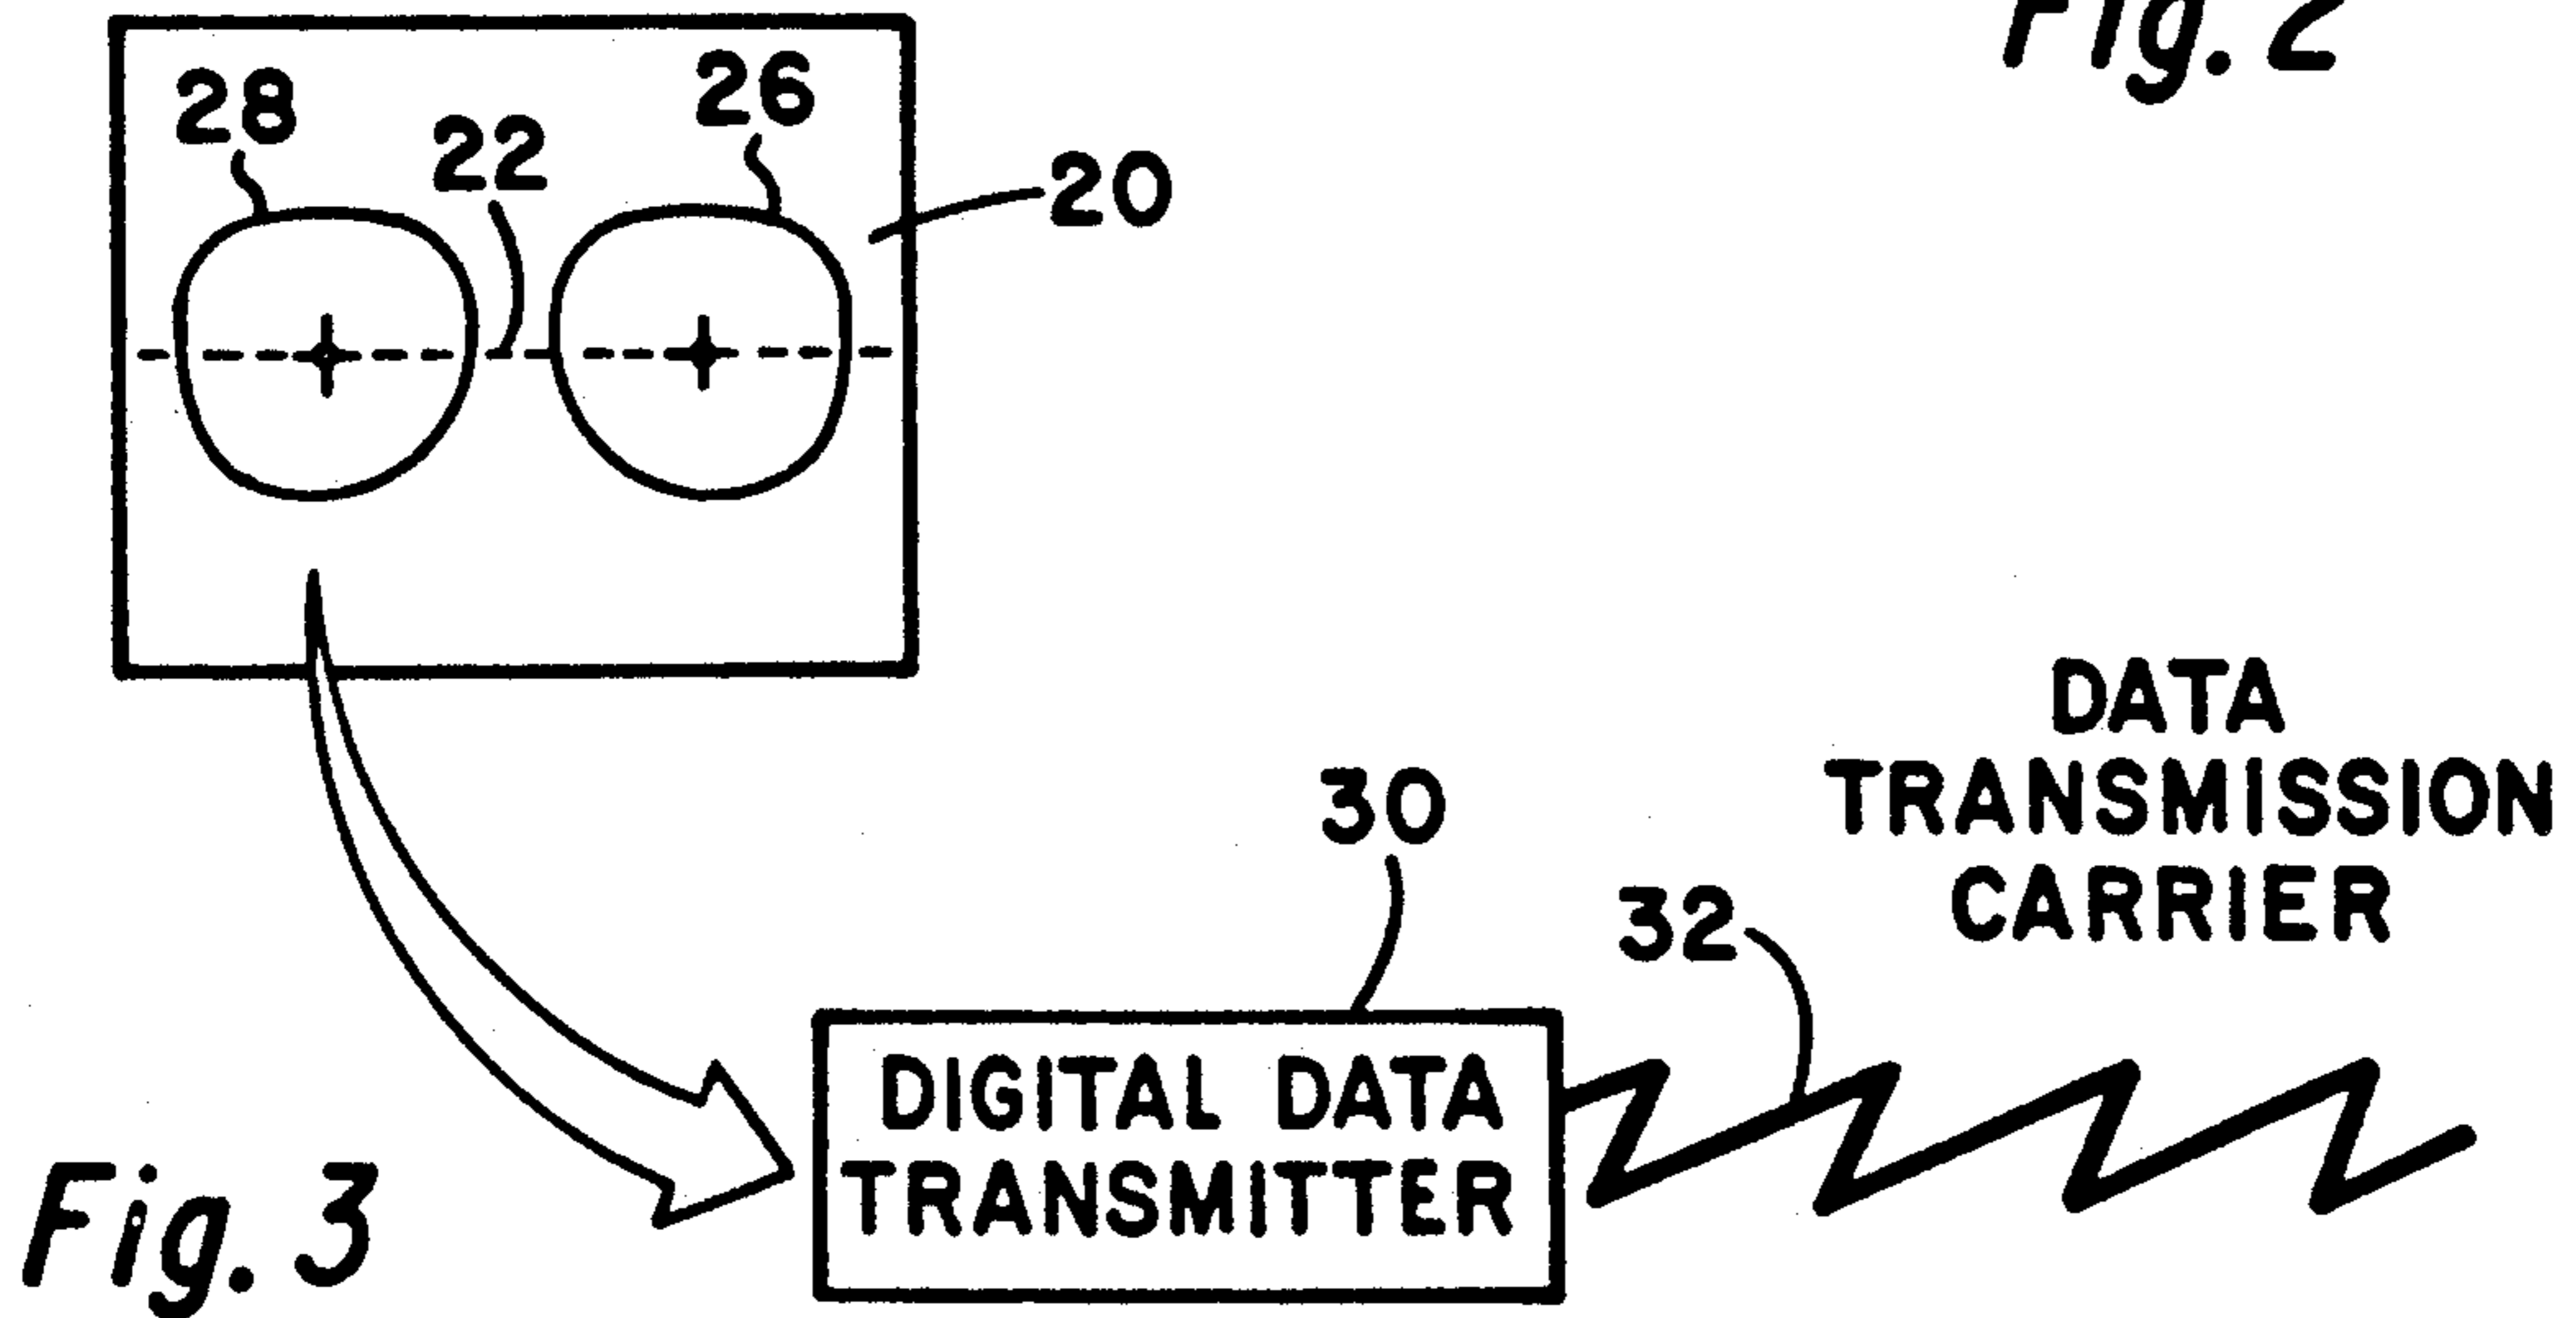 Fig. 2
28
26
22
20
DATA
TRANSMISSION
CARRIER
30
32
DIGITAL DATA
TRANSMITTER
Fig. 3